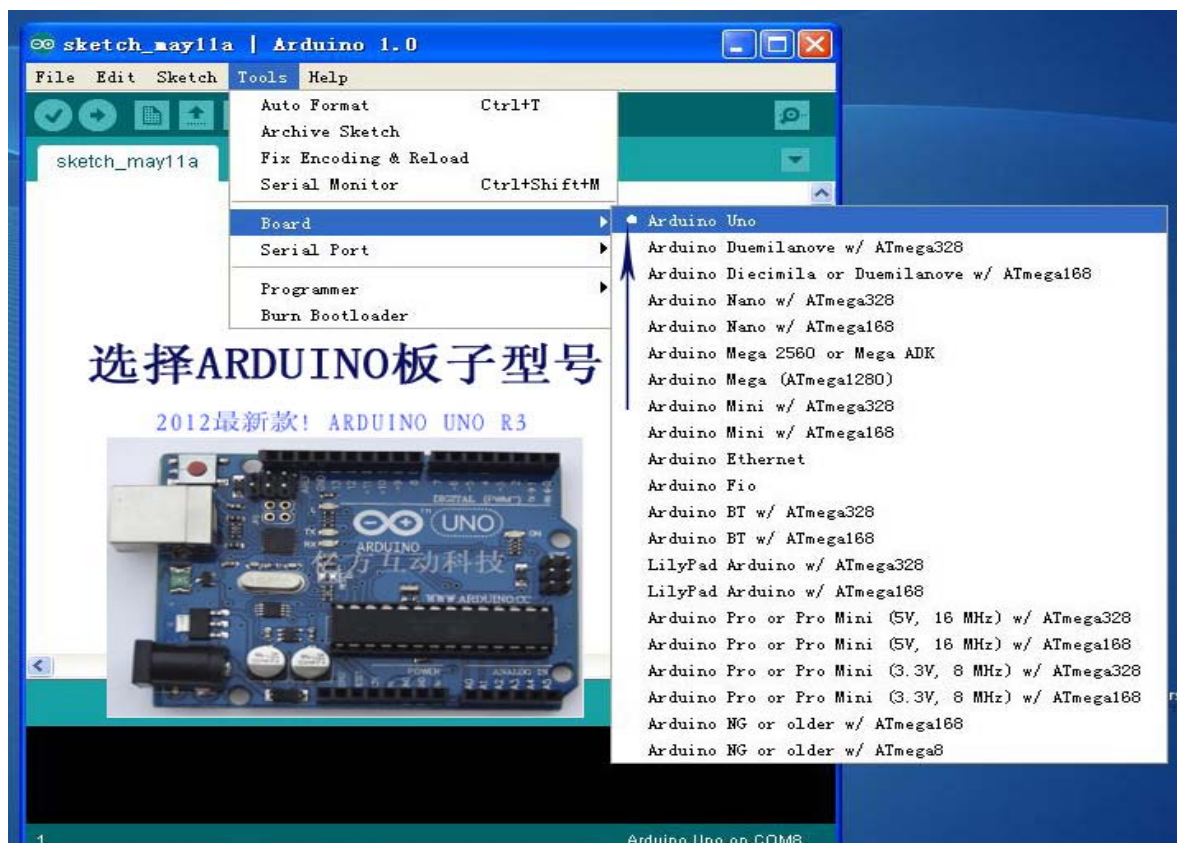 sketch_may11a | Arduino 1.0
File Edit Sketch Tools Help
Auto Format Ctrl+T
Archive Sketch
Fix Encoding & Reload
Serial Monitor Ctrl+Shift+M
Board
Serial Port
Programmer
Burn Bootloader
sketch_may11a
Arduino Uno
Arduino Duemilanove w/ ATmega328
Arduino Diecimila or Duemilanove w/ ATmega168
Arduino Nano w/ ATmega328
Arduino Nano w/ ATmega168
Arduino Mega 2560 or Mega ADK
Arduino Mega (ATmega1280)
Arduino Mini w/ ATmega328
Arduino Mini w/ ATmega168
Arduino Ethernet
Arduino Fio
Arduino BT w/ ATmega328
Arduino BT w/ ATmega168
LilyPad Arduino w/ ATmega328
LilyPad Arduino w/ ATmega168
Arduino Pro or Pro Mini (5V, 16 MHz) w/ ATmega328
Arduino Pro or Pro Mini (5V, 16 MHz) w/ ATmega168
Arduino Pro or Pro Mini (3.3V, 8 MHz) w/ ATmega328
Arduino Pro or Pro Mini (3.3V, 8 MHz) w/ ATmega168
Arduino NG or older w/ ATmega168
Arduino NG or older w/ ATmega8
选择ARDUINO板子型号
2012最新款! ARDUINO UNO R3
DIGITAL (PWM~)
UNO
TX
RX
ON
ARDUINO
亿方互动科技
WWW.ARDUINO.CC
POWER ANALOG IN
A0 A1 A2 A3 A4 A5
1
Arduino Uno on COM8